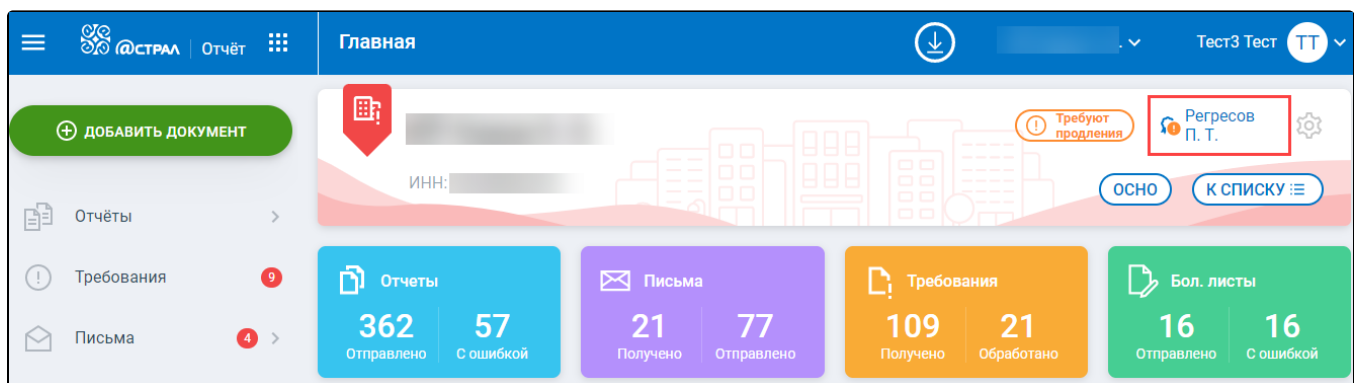 @СТРАЛ | Отчёт
Главная
Тест3 Тест ТТ
ДОБАВИТЬ ДОКУМЕНТ
Требуют
продления
Регресов
П. Т.
ИНН:
ОСНО
К СПИСКУ
Отчёты
Требования 9
Письма 4
Отчеты
362 57
Отправлено С ошибкой
Письма
21 77
Получено Отправлено
Требования
109 21
Получено Обработано
Бол. листы
16 16
Отправлено С ошибкой